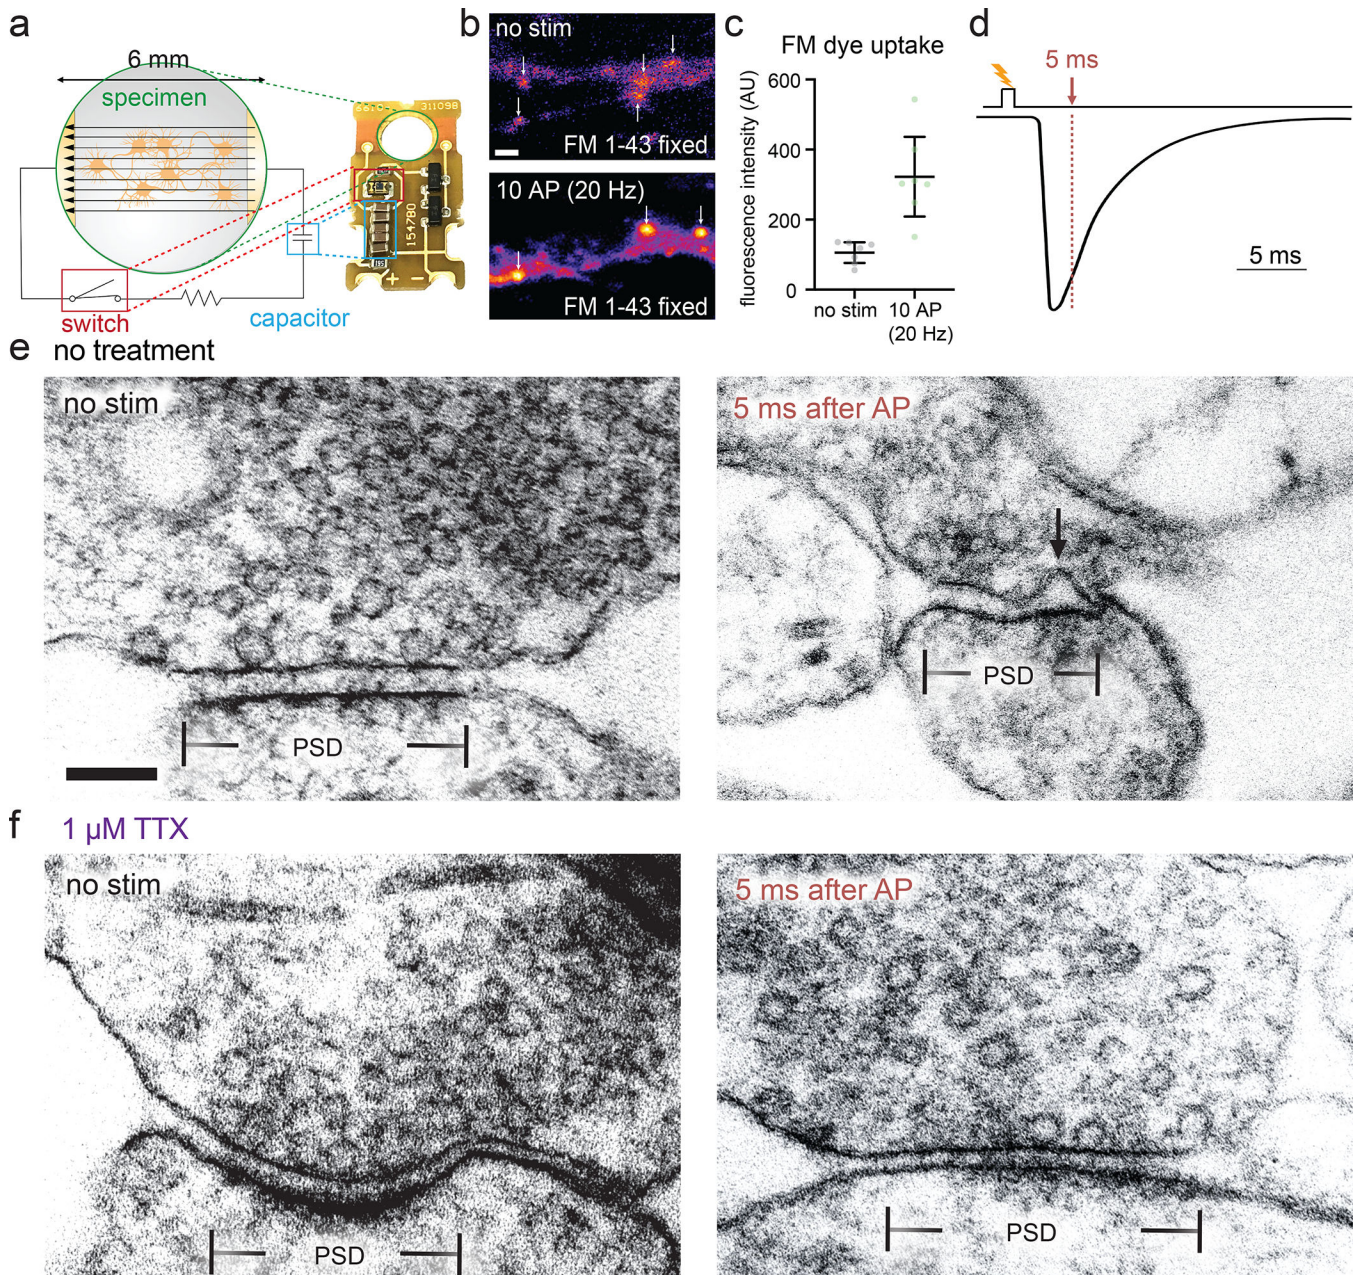 a
6 mm
specimen
6610
311098
154780
switch
capacitor
b
no stim
FM 1-43 fixed
10 AP (20 Hz)
FM 1-43 fixed
c
FM dye uptake
fluorescence intensity (AU)
600
400
200
0
no stim
10 AP
(20 Hz)
d
5 ms
5 ms
e
no treatment
no stim
PSD
5 ms after AP
PSD
f
1 µM TTX
no stim
PSD
5 ms after AP
PSD